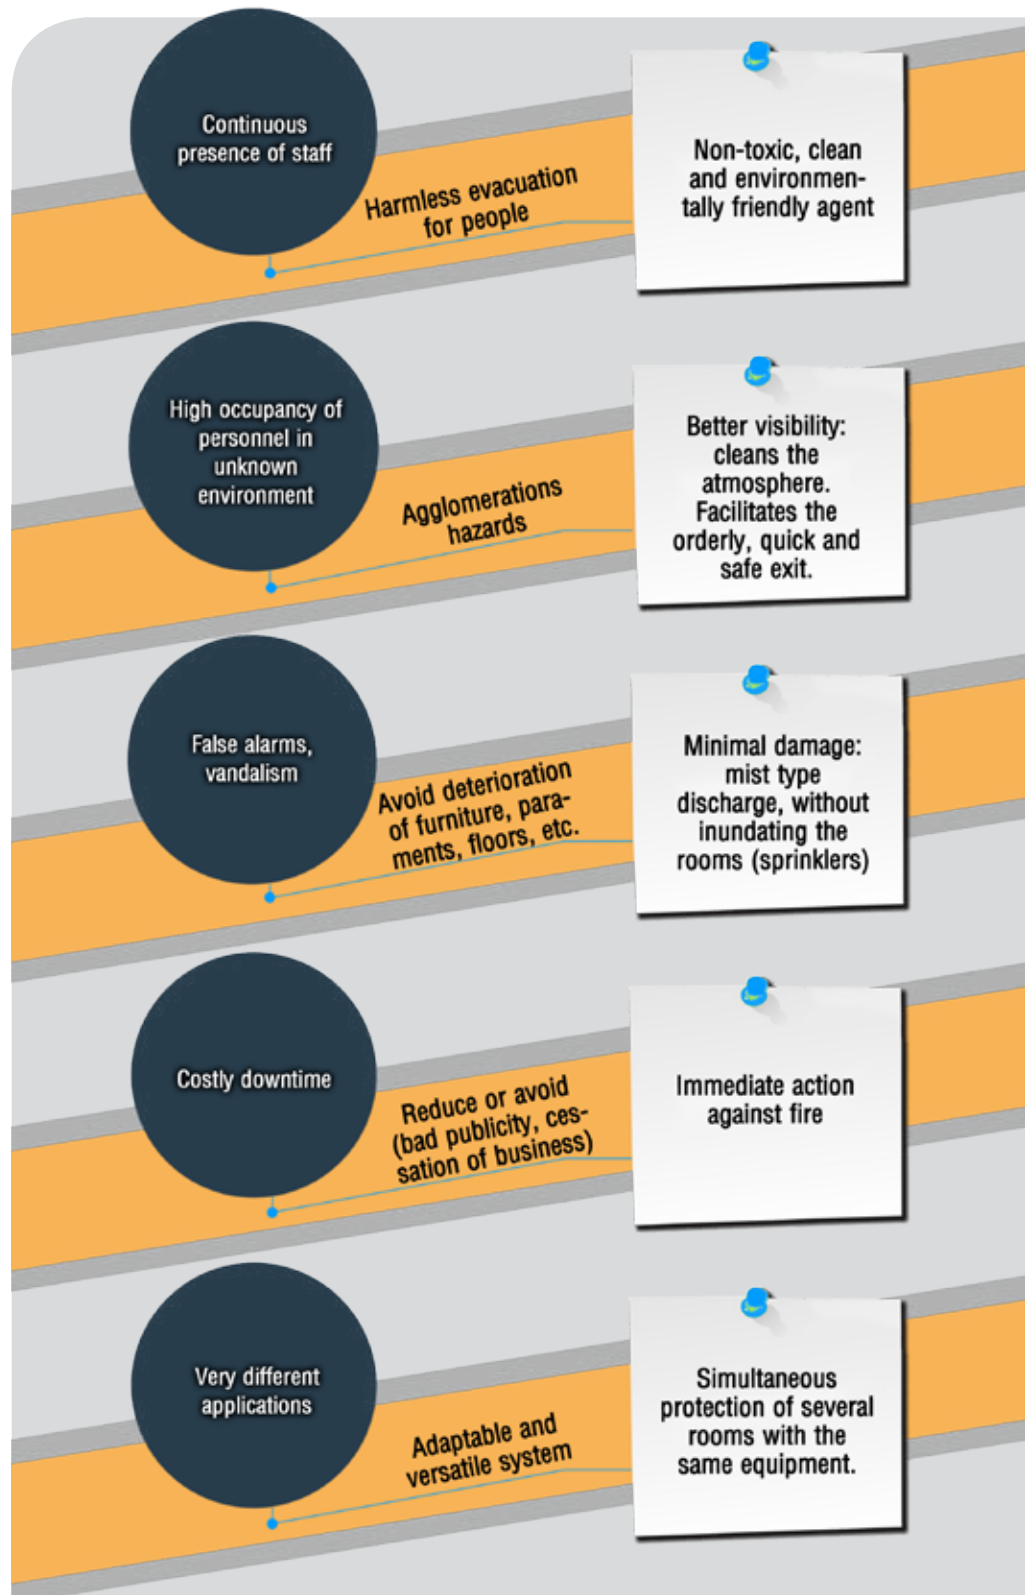 Continuous
presence of staff
Harmless evacuation
for people
Non-toxic, clean
and environmen-
tally friendly agent
High occupancy of
personnel in
unknown
environment
Agglomerations
hazards
Better visibility:
cleans the
atmosphere.
Facilitates the
orderly, quick and
safe exit.
False alarms,
vandalism
Avoid deterioration
of furniture, para-
ments, floors, etc.
Minimal damage:
mist type
discharge, without
inundating the
rooms (sprinklers)
Costly downtime
Reduce or avoid
(bad publicity, ces-
sation of business)
Immediate action
against fire
Very different
applications
Adaptable and
versatile system
Simultaneous
protection of several
rooms with the
same equipment.